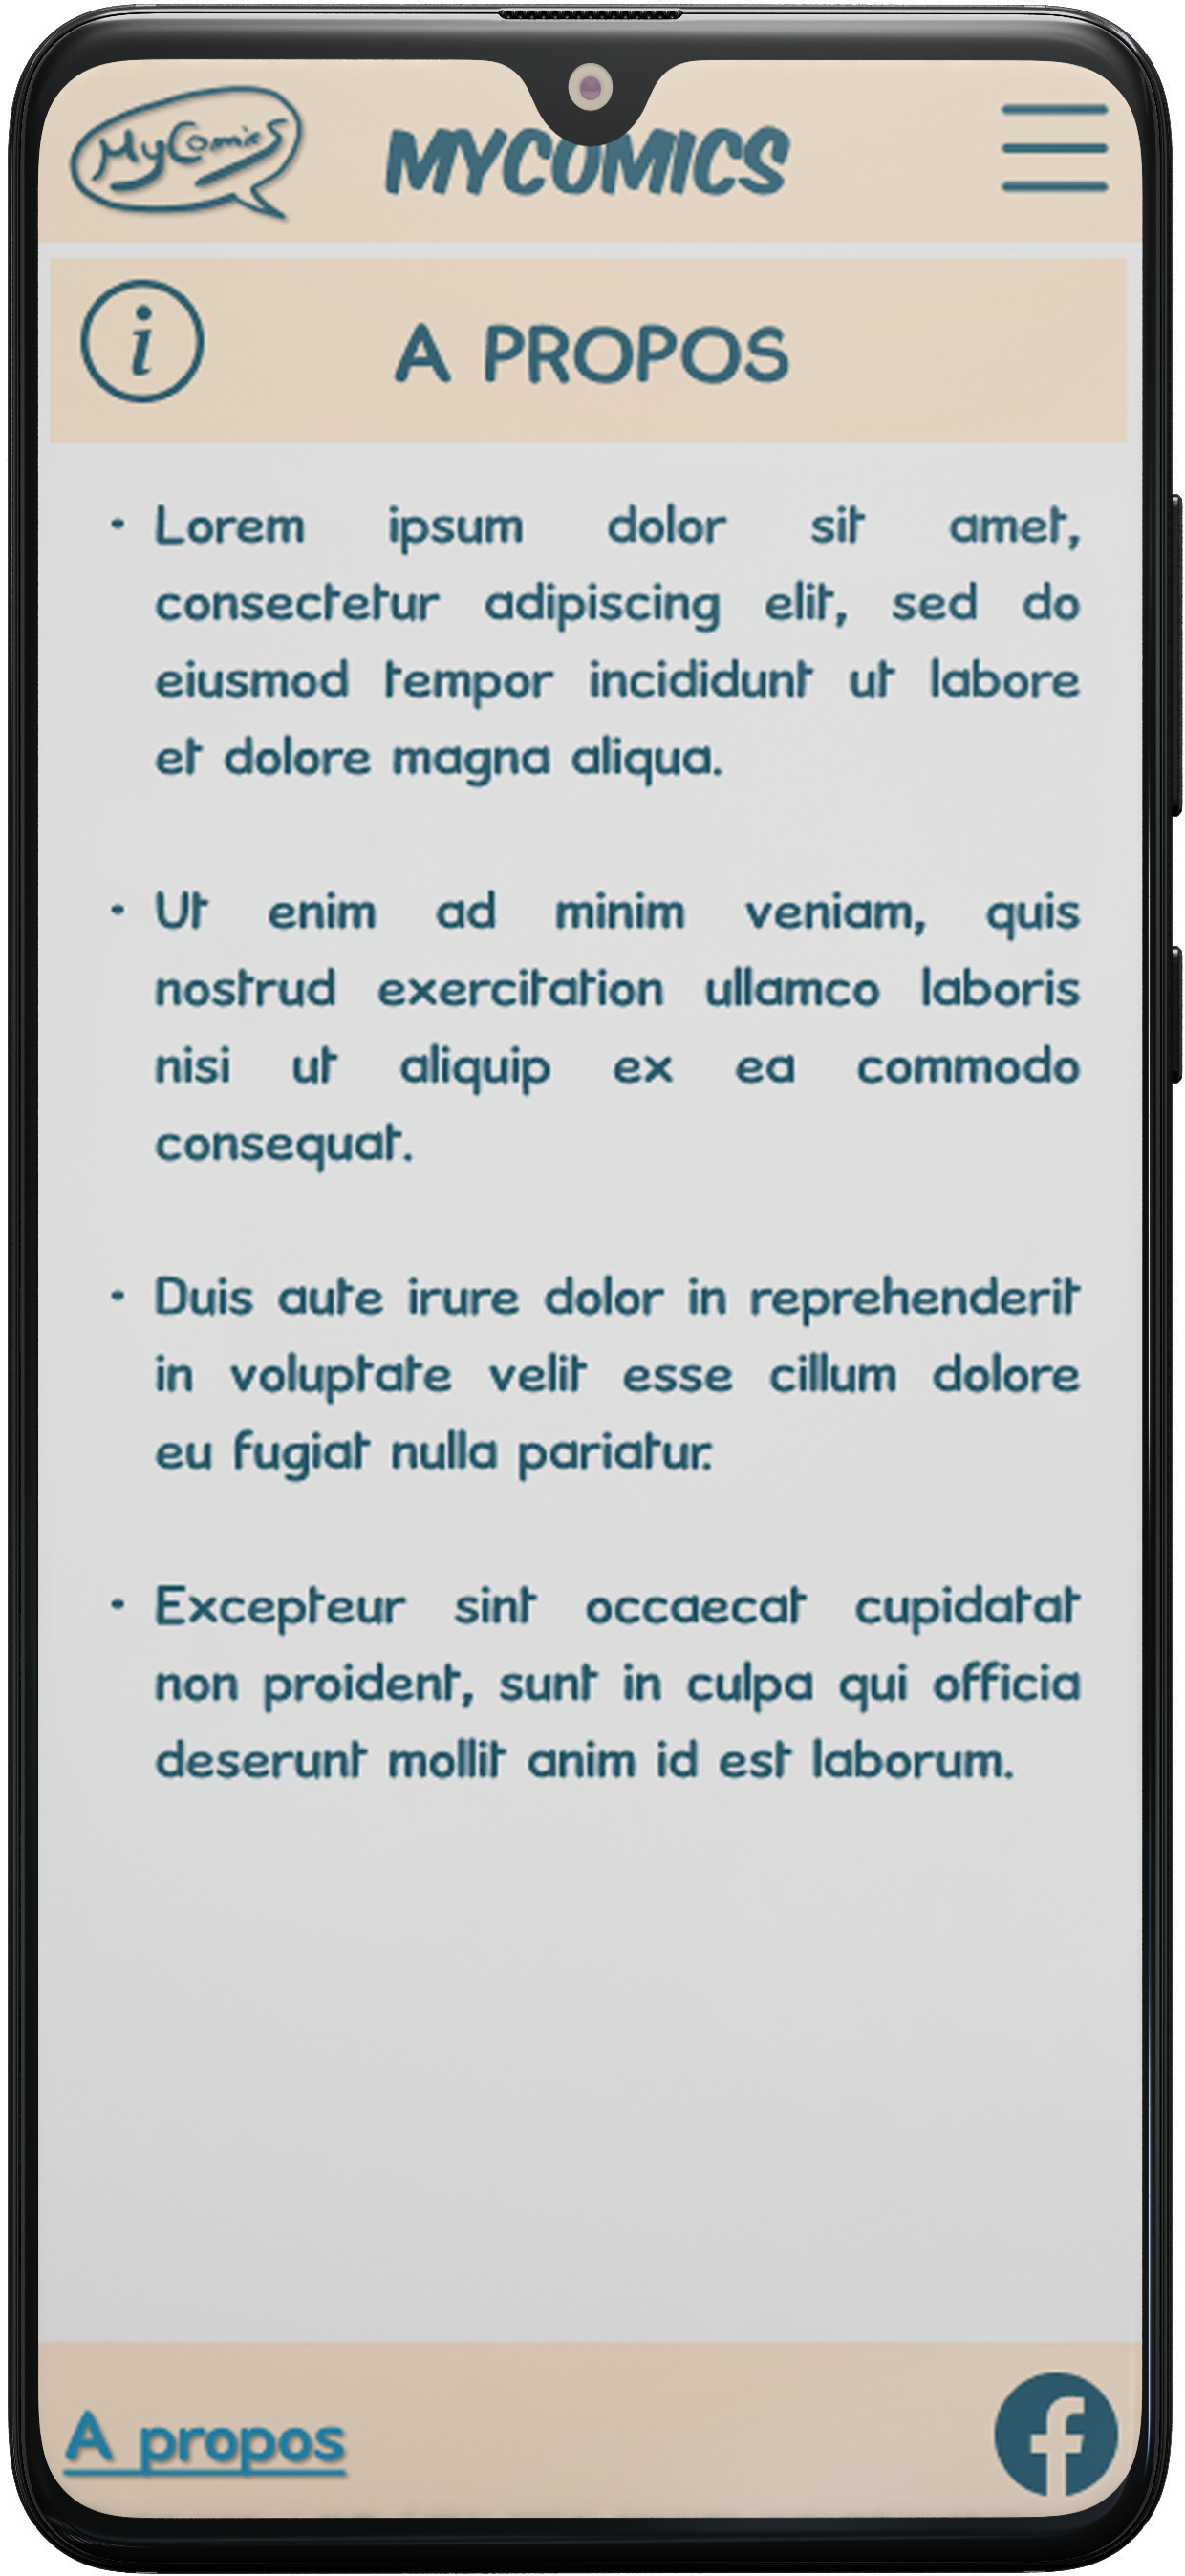 MyComics
MYCOMICS
i
A PROPOS
• Lorem ipsum dolor sit amet,
consectetur adipiscing elit, sed do
eiusmod tempor incididunt ut labore
et dolore magna aliqua.
• Ut enim ad minim veniam, quis
nostrud exercitation ullamco laboris
nisi ut aliquip ex ea commodo
consequat.
• Duis aute irure dolor in reprehenderit
in voluptate velit esse cillum dolore
eu fugiat nulla pariatur.
• Excepteur sint occaecat cupidatat
non proident, sunt in culpa qui officia
deserunt mollit anim id est laborum.
A propos
f